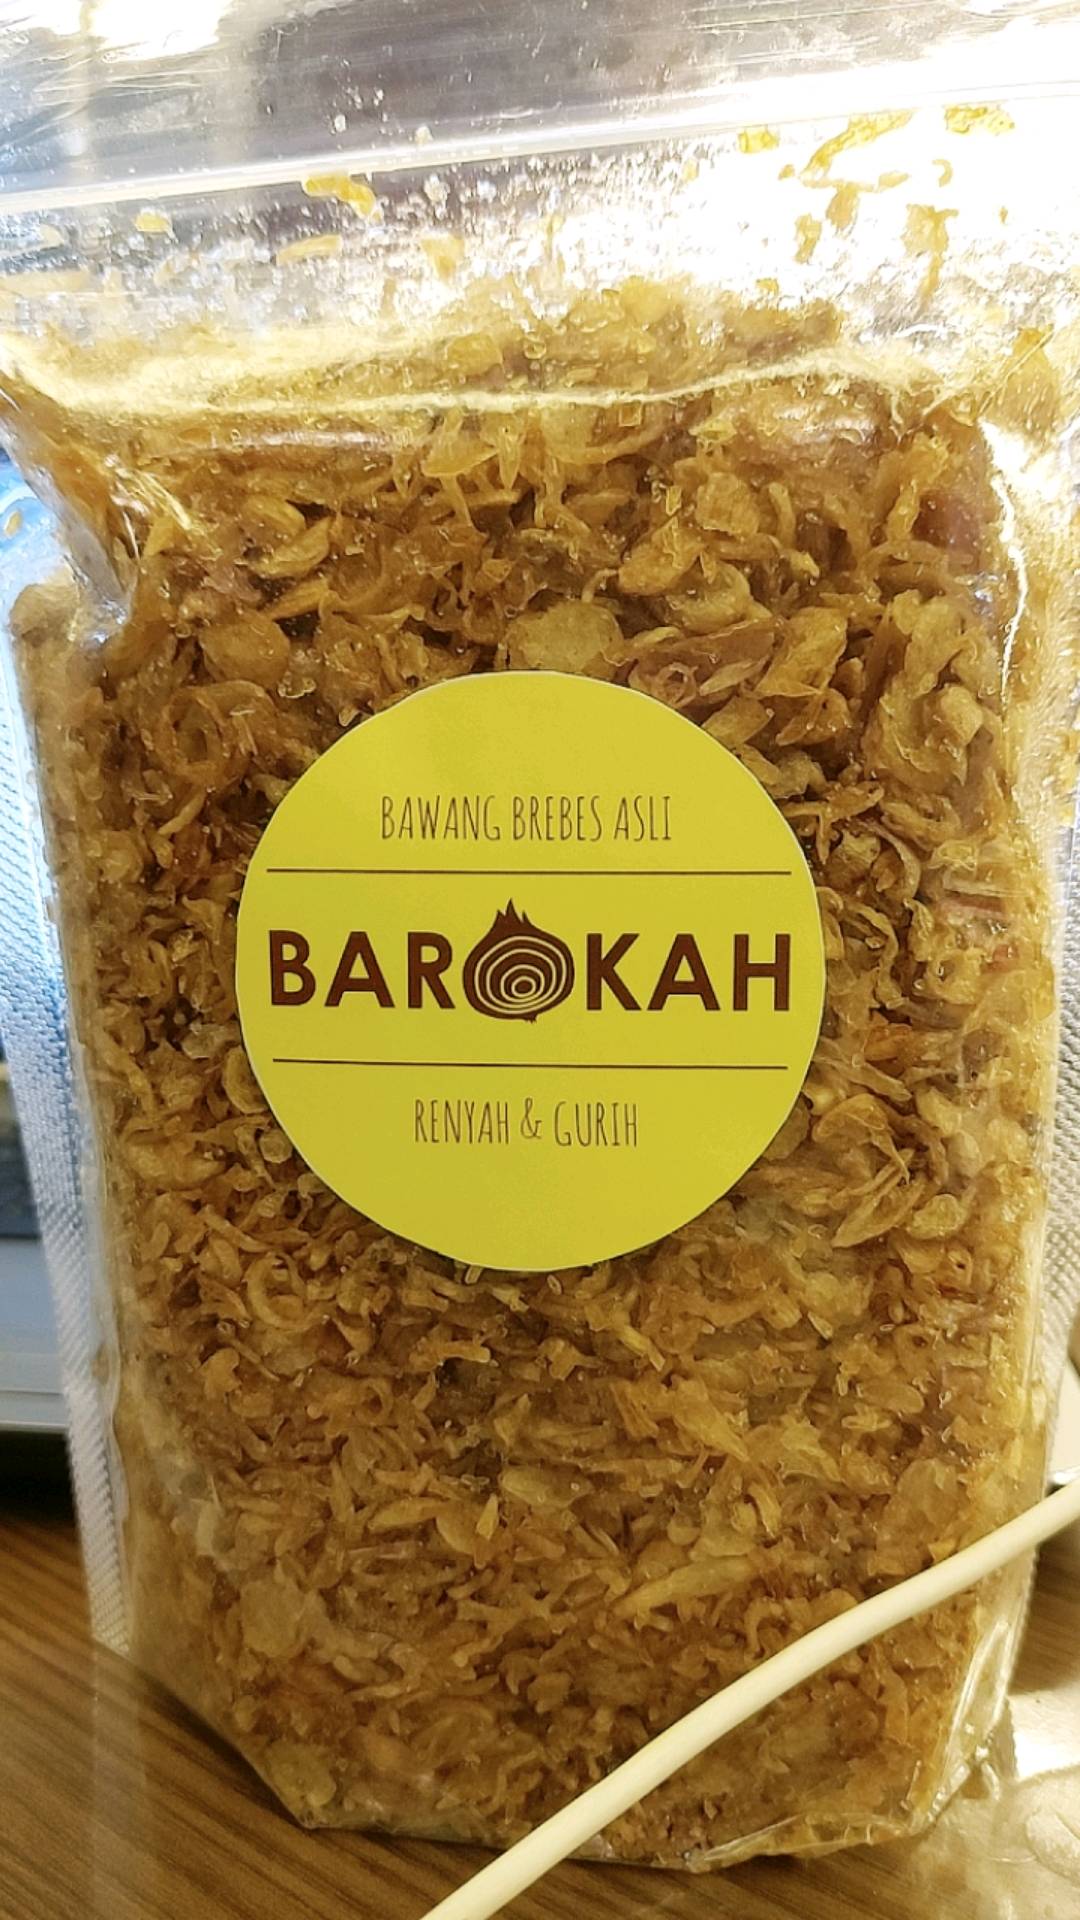 BAWANG BREBES ASLI
BAROKAH
RENYAH & GURIH